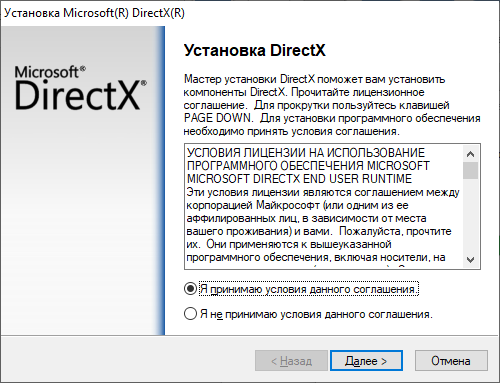 Установка Microsoft(R) DirectX(R)
Microsoft®
DirectX®
Установка DirectX
Мастер установки DirectX поможет вам установить
компоненты DirectX. Прочитайте лицензионное
соглашение. Для прокрутки пользуйтесь клавишей
PAGE DOWN. Для установки программного обеспечения
необходимо принять условия соглашения.
УСЛОВИЯ ЛИЦЕНЗИИ НА ИСПОЛЬЗОВАНИЕ
ПРОГРАММНОГО ОБЕСПЕЧЕНИЯ MICROSOFT
MICROSOFT DIRECTX END USER RUNTIME
Эти условия лицензии являются соглашением между
корпорацией Майкрософт (или одним из ее
аффилированных лиц, в зависимости от места
вашего проживания) и вами. Пожалуйста, прочтите
их. Они применяются к вышеуказанной
программного обеспечения, включая носители, на
Я принимаю условия данного соглашения.
Я не принимаю условия данного соглашения.
< Назад
Далее >
Отмена